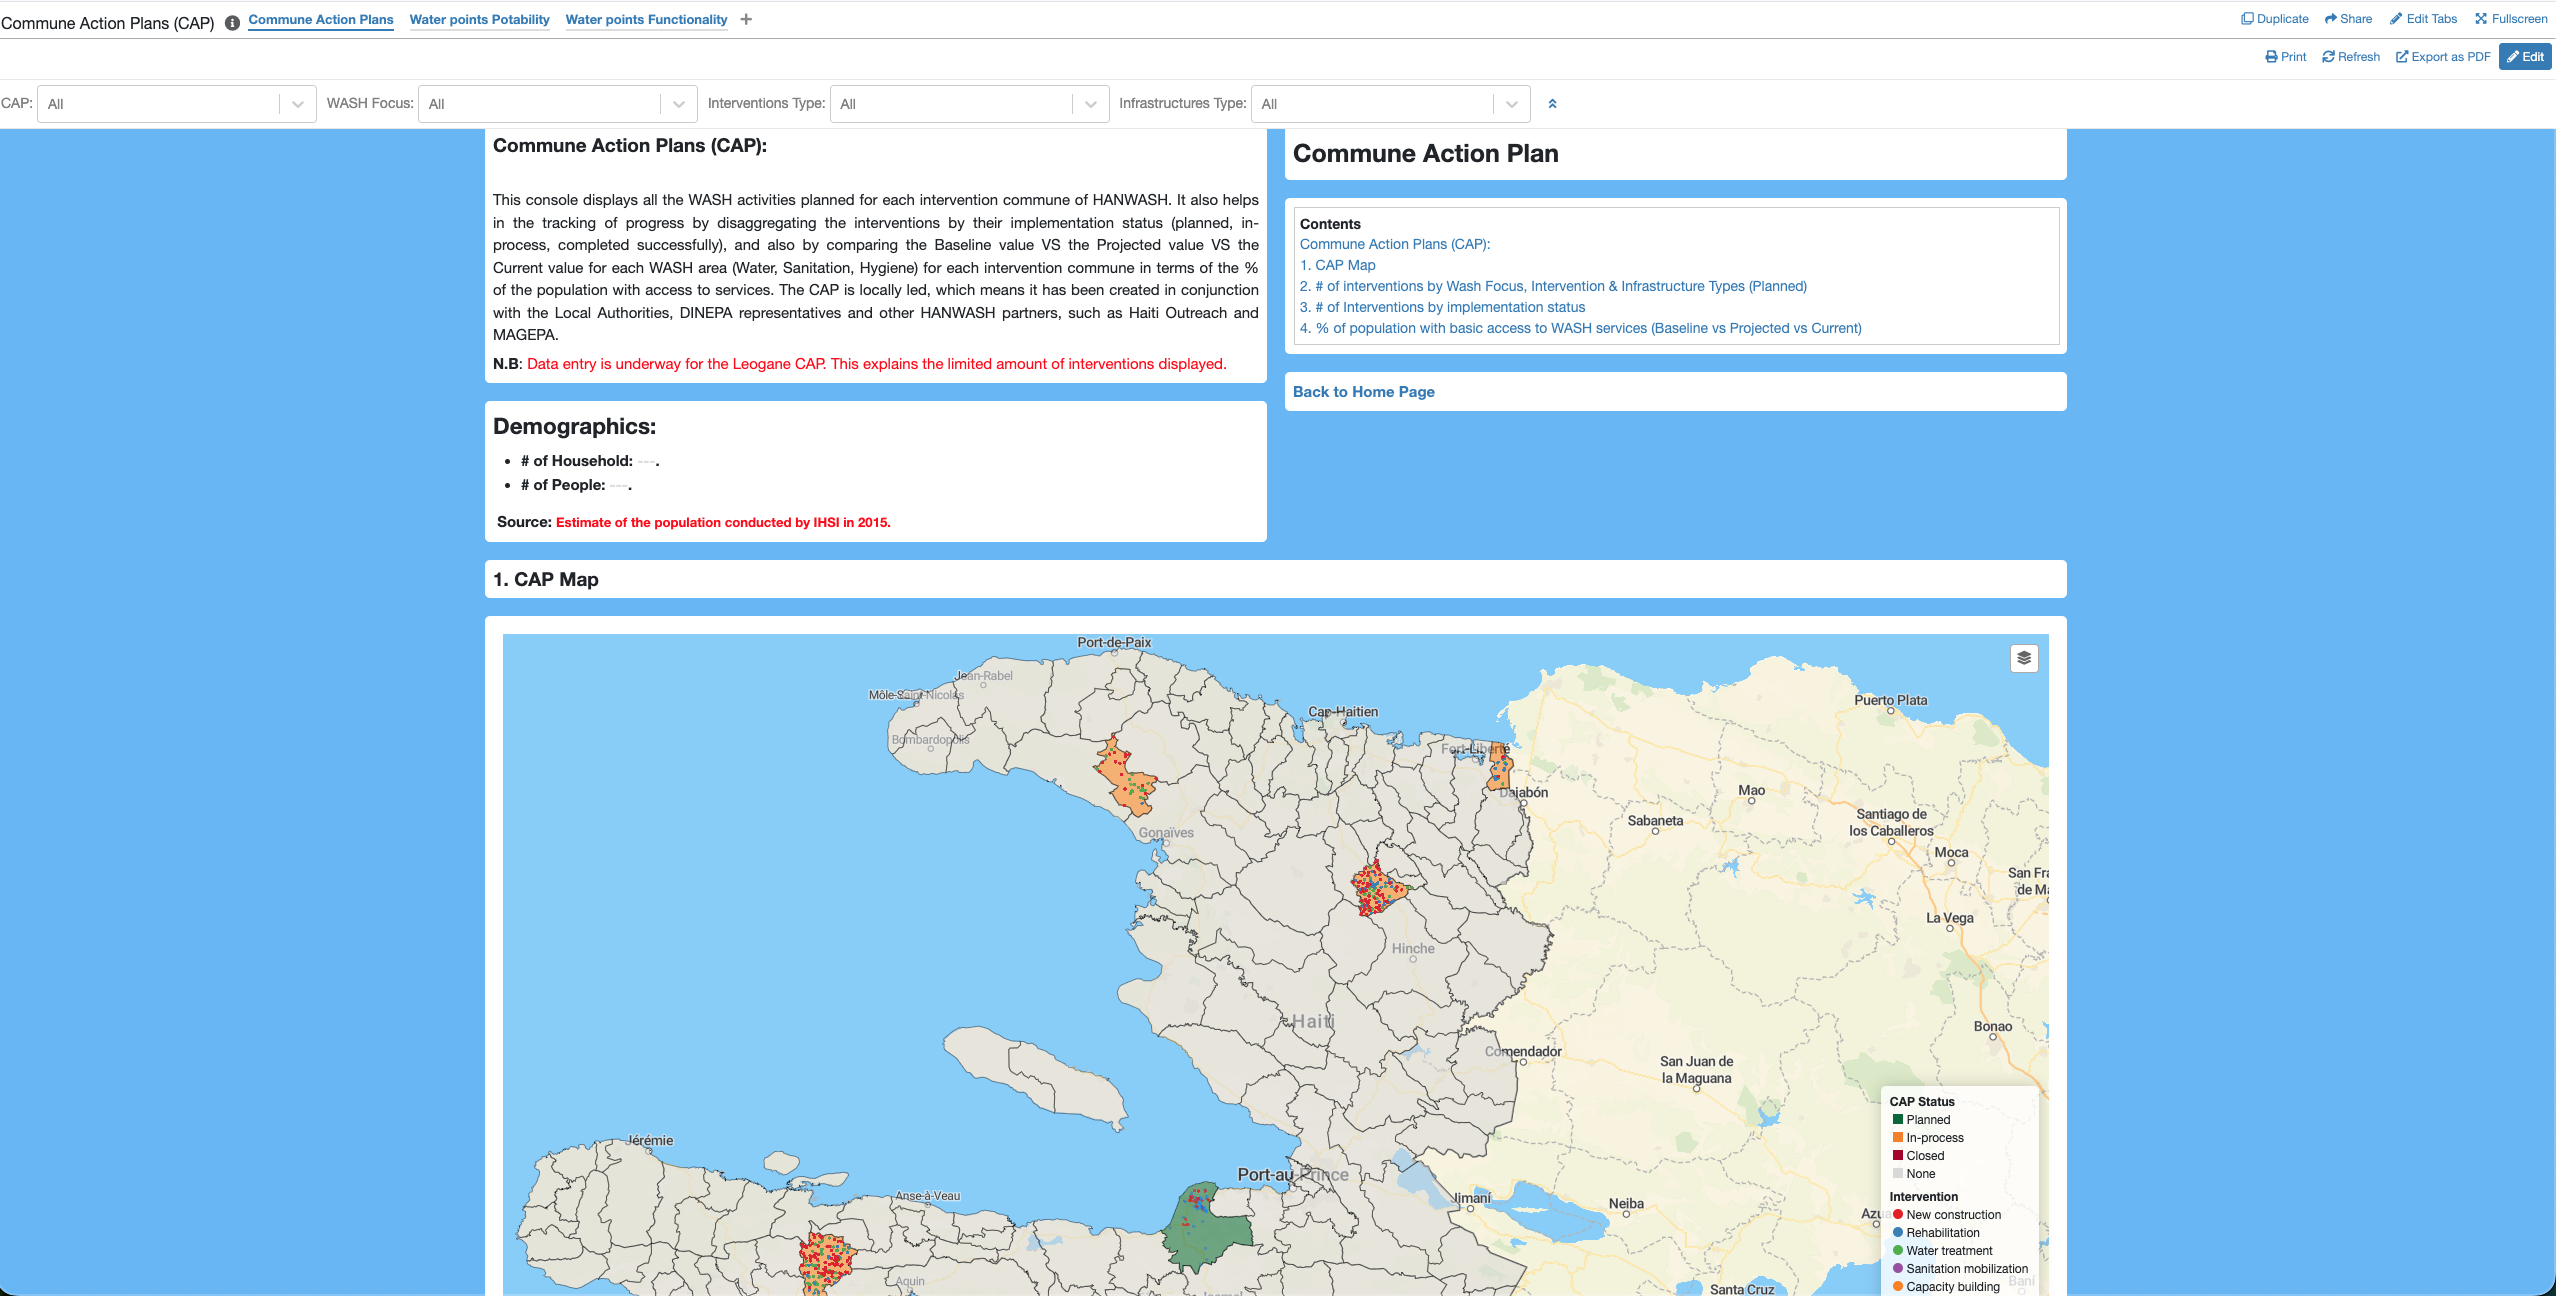 Commune Action Plans (CAP)
Commune Action Plans
Water points Potability
Water points Functionality
Duplicate
Share
Edit Tabs
Fullscreen
Print
Refresh
Export as PDF
Edit
CAP: All
WASH Focus: All
Interventions Type: All
Infrastructures Type: All
Commune Action Plans (CAP):
This console displays all the WASH activities planned for each intervention commune of HANWASH. It also helps
in the tracking of progress by disaggregating the interventions by their implementation status (planned, in-
process, completed successfully), and also by comparing the Baseline value VS the Projected value VS the
Current value for each WASH area (Water, Sanitation, Hygiene) for each intervention commune in terms of the %
of the population with access to services. The CAP is locally led, which means it has been created in conjunction
with the Local Authorities, DINEPA representatives and other HANWASH partners, such as Haiti Outreach and
MAGEPA.
N.B: Data entry is underway for the Leogane CAP. This explains the limited amount of interventions displayed.
Commune Action Plan
Contents
Commune Action Plans (CAP):
1. CAP Map
2. # of interventions by Wash Focus, Intervention & Infrastructure Types (Planned)
3. # of Interventions by implementation status
4. % of population with basic access to WASH services (Baseline vs Projected vs Current)
Back to Home Page
Demographics:
# of Household: ---.
# of People: ---.
Source: Estimate of the population conducted by IHSI in 2015.
1. CAP Map
Port-de-Paix
Jean-Rabel
Môle-Saint-Nicolas
Bombardopolis
Cap-Haïtien
Fort-Liberté
Dajabón
Puerto Plata
Mao
Sabaneta
Santiago de
los Caballeros
Moca
San Fra
de Ma
La Vega
Gonaïves
Hinche
Haiti
Bonao
Comendador
San Juan de
la Maguana
Jérémie
Port-au-Prince
Anse-à-Veau
Jimaní
Neiba
Azua
Aquin
Jacmel
Santa Cruz
Baní
CAP Status
Planned
In-process
Closed
None
Intervention
New construction
Rehabilitation
Water treatment
Sanitation mobilization
Capacity building